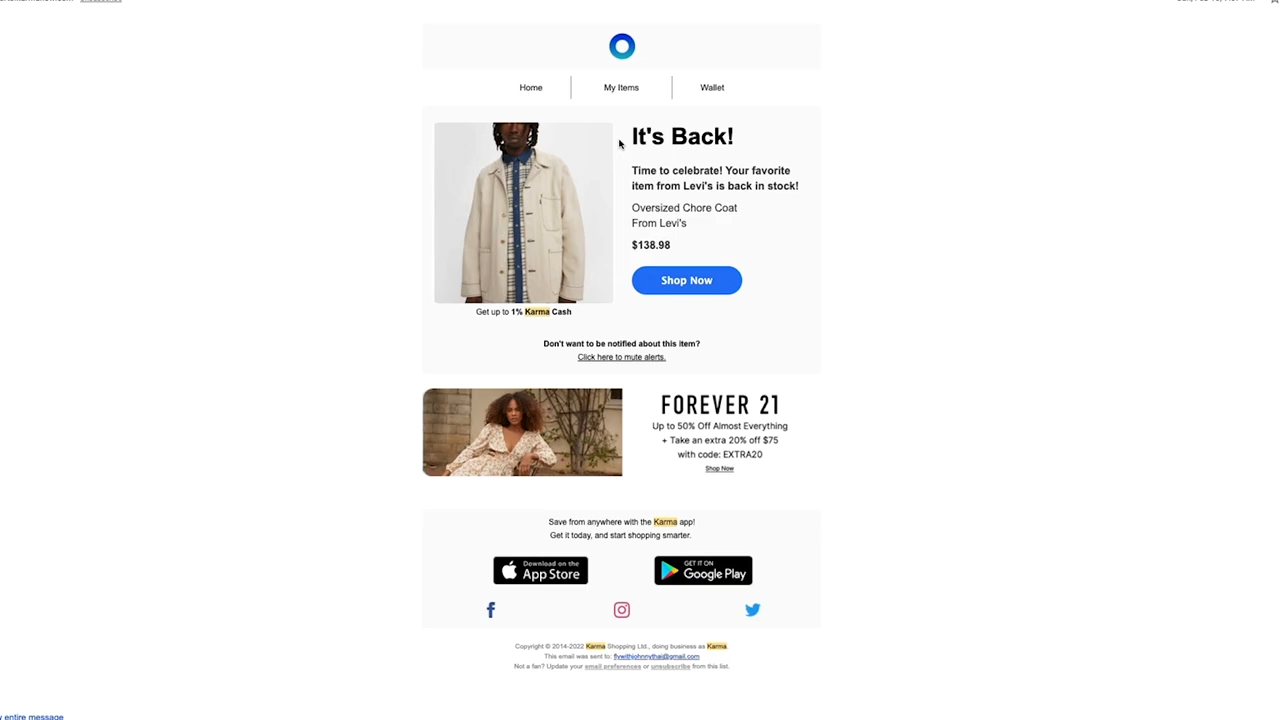 Home
My Items
Wallet
It's Back!
Time to celebrate! Your favorite
item from Levi's is back in stock!
Oversized Chore Coat
From Levi's
$138.98
Shop Now
Get up to 1% Karma Cash
Don't want to be notified about this item?
Click here to mute alerts.
FOREVER 21
Up to 50% Off Almost Everything
+ Take an extra 20% off $75
with code: EXTRA20
Shop Now
Save from anywhere with the Karma app!
Get it today, and start shopping smarter.
Download on the
App Store
GET IT ON
Google Play
Copyright © 2014-2022 Karma Shopping Ltd., doing business as Karma.
This email was sent to: flywithjohnnythai@gmail.com
Not a fan? Update your email preferences or unsubscribe from this list.
entire message